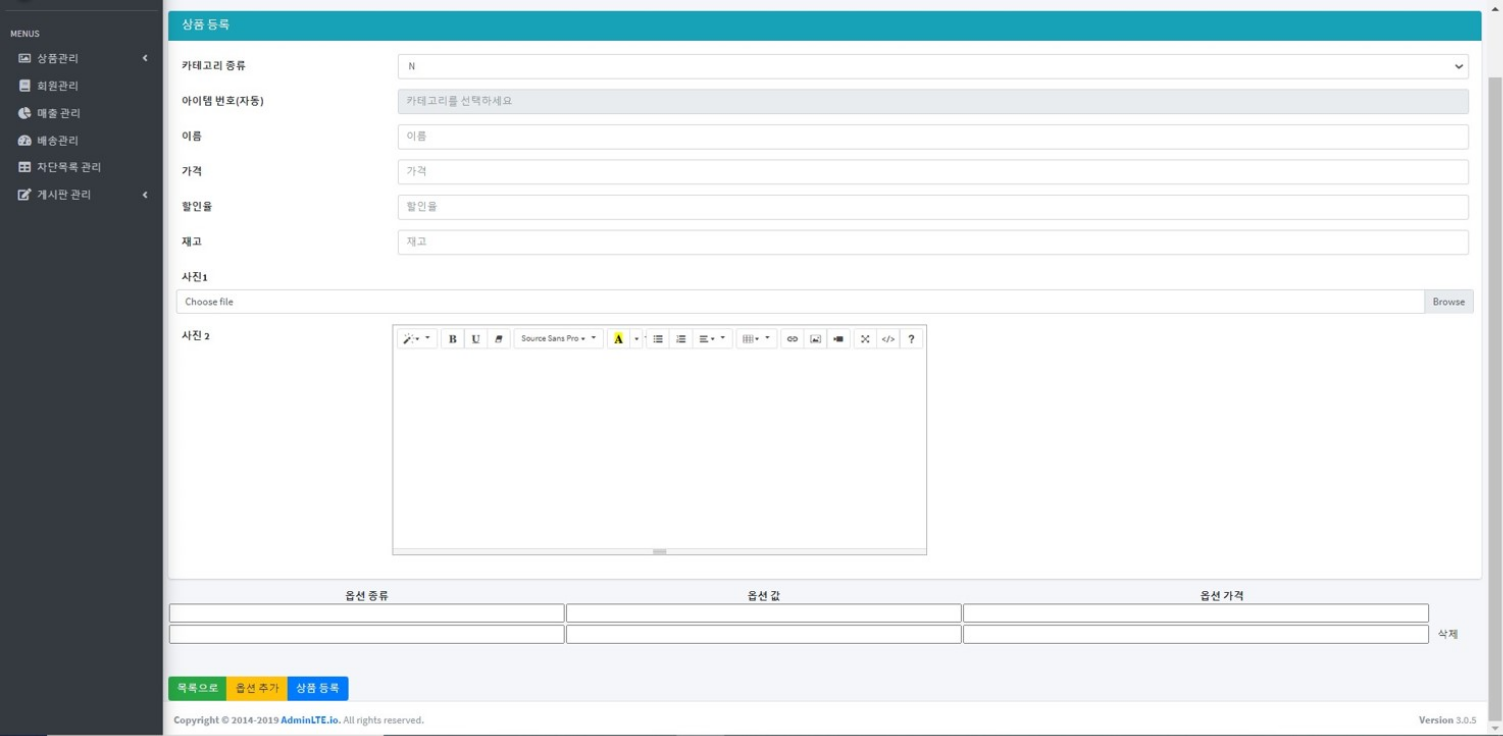 상품 등록
MENUS
상품관리
회원관리
매출 관리
배송관리
차단목록 관리
게시판 관리
카테고리 종류
N
아이템 번호(자동)
카테고리를 선택하세요
이름
이름
가격
가격
할인율
할인율
재고
재고
사진1
Choose file
Browse
사진 2
B U Source Sans Pro A </> ?
옵션 종류 옵션 값 옵션 가격
삭제
목록으로 옵션 추가 상품 등록
Copyright © 2014-2019 AdminLTE.io. All rights reserved.
Version 3.0.5